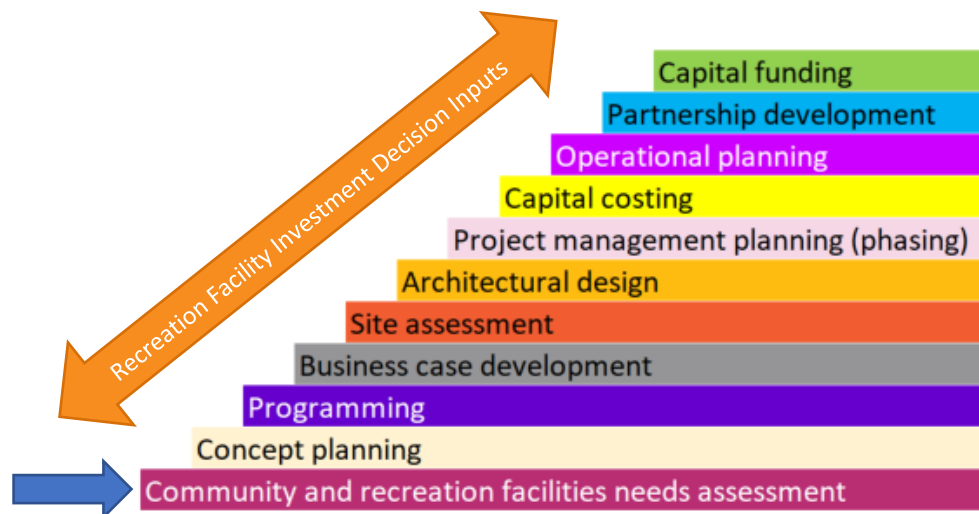 Recreation Facility Investment Decision Inputs
Capital funding
Partnership development
Operational planning
Capital costing
Project management planning (phasing)
Architectural design
Site assessment
Business case development
Programming
Concept planning
Community and recreation facilities needs assessment